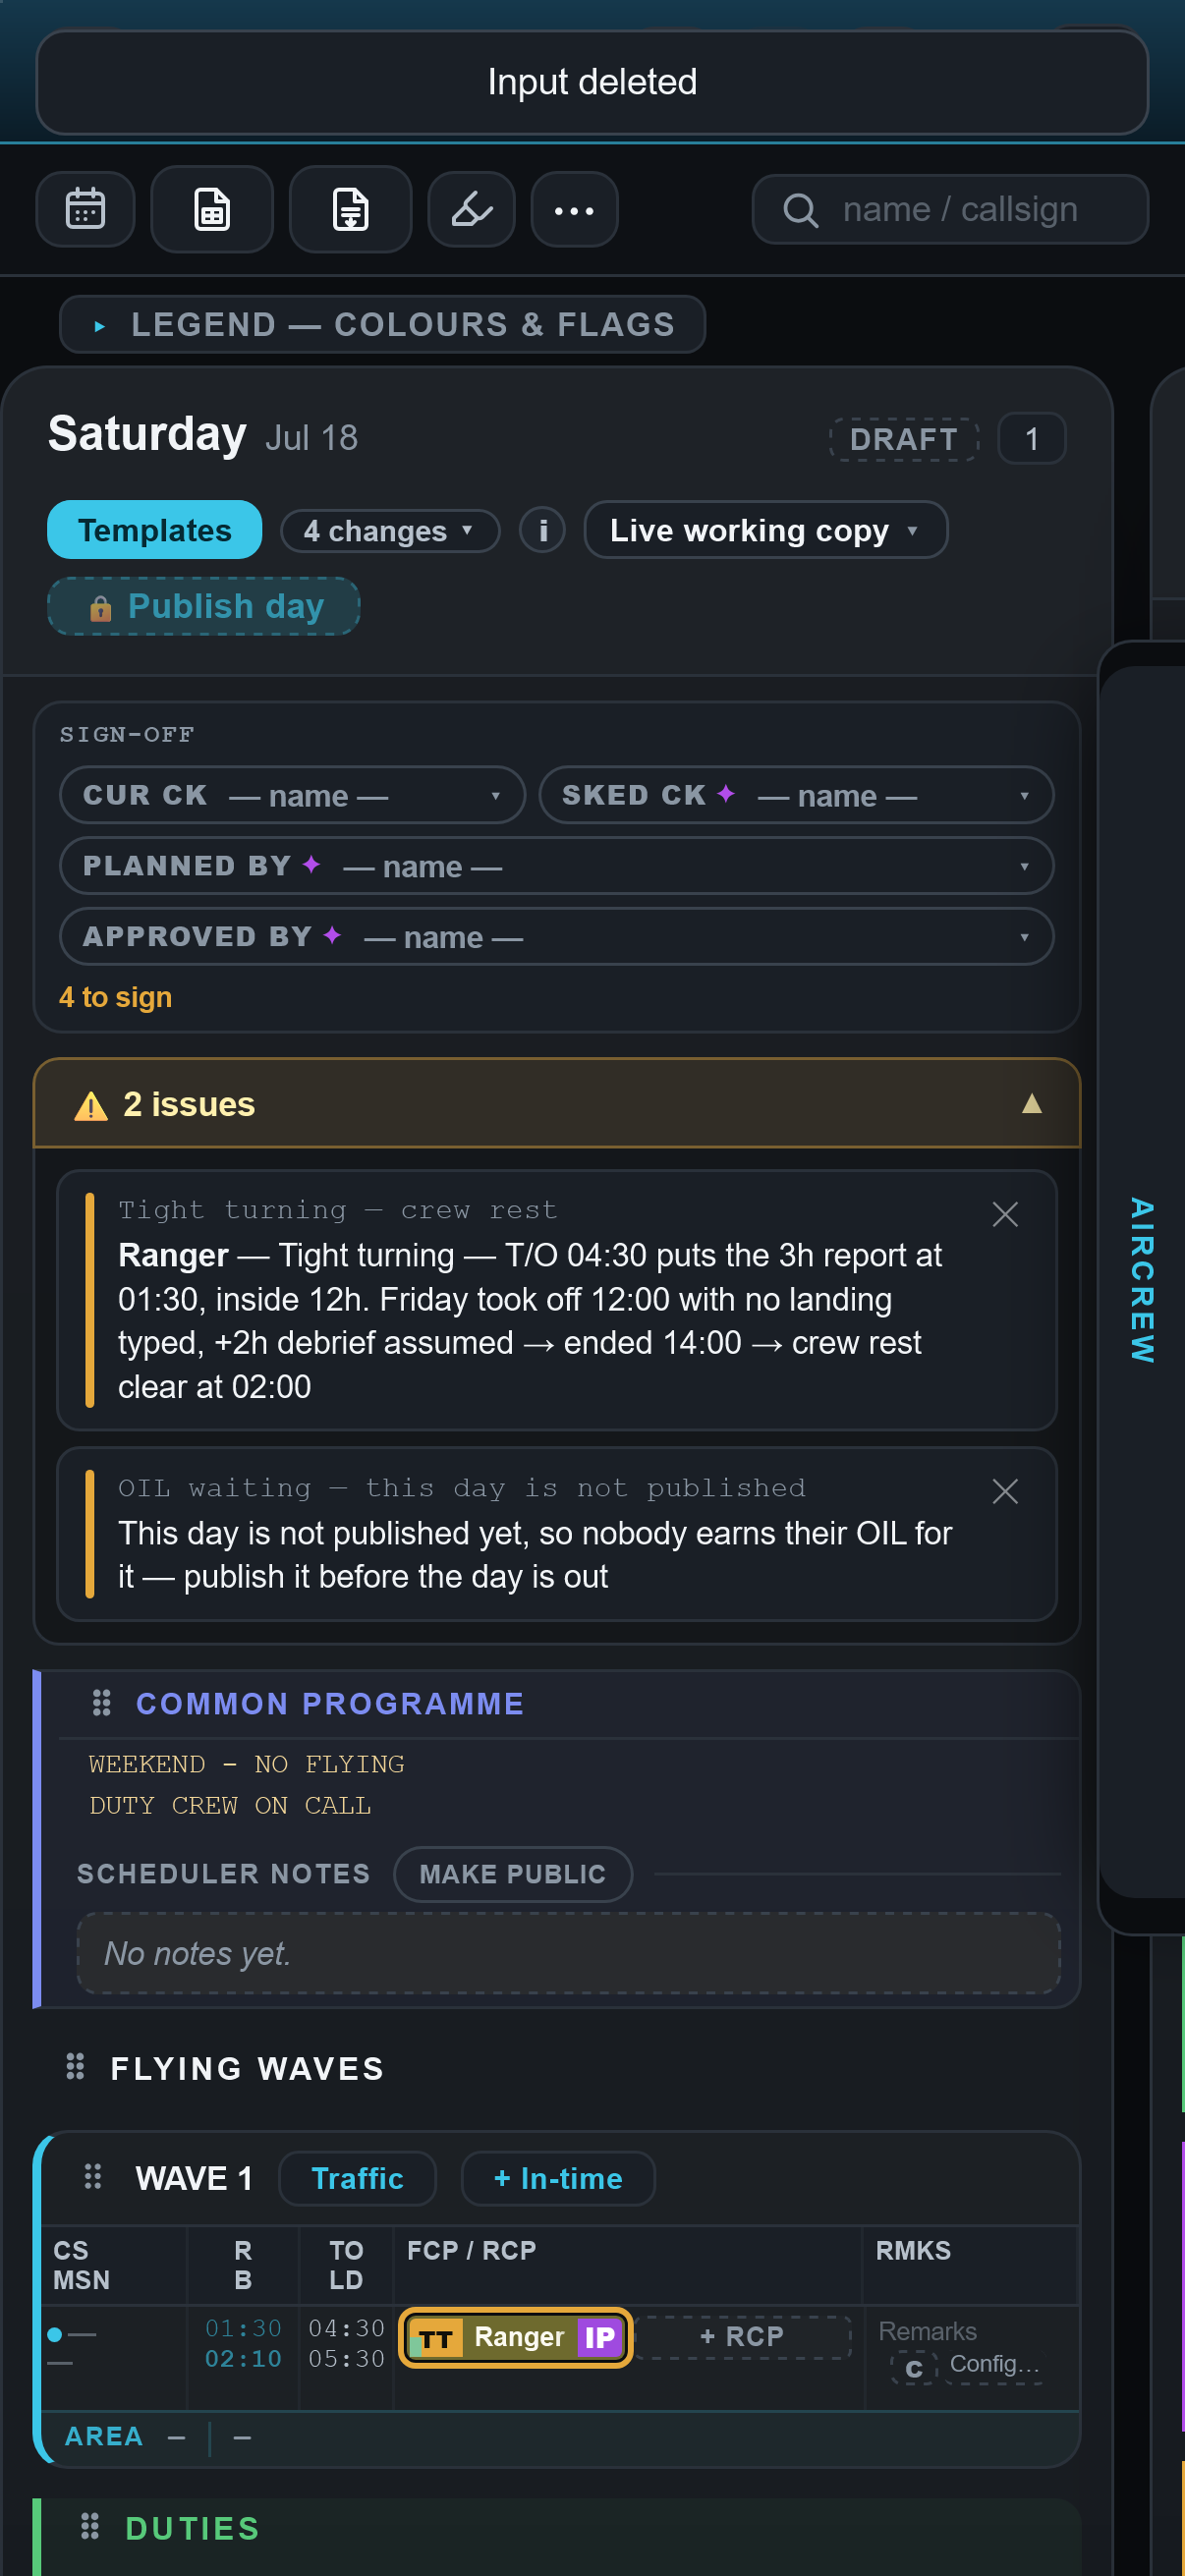 Input deleted
name / callsign
LEGEND — COLOURS & FLAGS
Saturday Jul 18 DRAFT 1
Templates 4 changes i Live working copy
Publish day
SIGN-OFF
CUR CK — name — SKED CK — name —
PLANNED BY — name —
APPROVED BY — name —
4 to sign
2 issues
Tight turning — crew rest
Ranger — Tight turning — T/O 04:30 puts the 3h report at
01:30, inside 12h. Friday took off 12:00 with no landing
typed, +2h debrief assumed → ended 14:00 → crew rest
clear at 02:00
OIL waiting — this day is not published
This day is not published yet, so nobody earns their OIL for
it — publish it before the day is out
AIRCREW
COMMON PROGRAMME
WEEKEND - NO FLYING
DUTY CREW ON CALL
SCHEDULER NOTES MAKE PUBLIC
No notes yet.
FLYING WAVES
WAVE 1 Traffic + In-time
CS R TO FCP / RCP RMKS
MSN B LD
— 01:30 04:30 TT Ranger IP + RCP Remarks
— 02:10 05:30 C Config…
AREA — | —
DUTIES